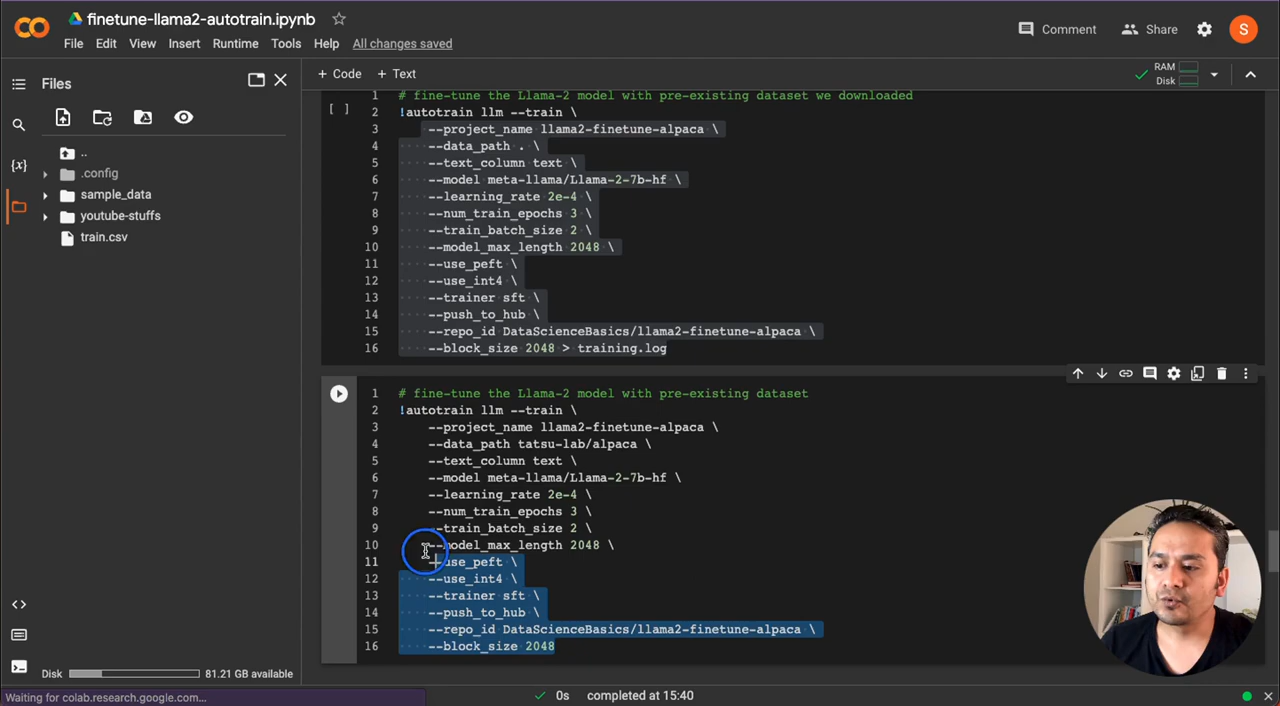 finetune-llama2-autotrain.ipynb
File Edit View Insert Runtime Tools Help All changes saved
Comment Share S
Files
+ Code + Text
RAM
Disk
..
.config
sample_data
youtube-stuffs
train.csv
[ ]
1 # fine-tune the Llama-2 model with pre-existing dataset we downloaded
2 !autotrain llm --train \
3 --project_name llama2-finetune-alpaca \
4 --data_path . \
5 --text_column text \
6 --model meta-llama/Llama-2-7b-hf \
7 --learning_rate 2e-4 \
8 --num_train_epochs 3 \
9 --train_batch_size 2 \
10 --model_max_length 2048 \
11 --use_peft \
12 --use_int4 \
13 --trainer sft \
14 --push_to_hub \
15 --repo_id DataScienceBasics/llama2-finetune-alpaca \
16 --block_size 2048 > training.log
1 # fine-tune the Llama-2 model with pre-existing dataset
2 !autotrain llm --train \
3 --project_name llama2-finetune-alpaca \
4 --data_path tatsu-lab/alpaca \
5 --text_column text \
6 --model meta-llama/Llama-2-7b-hf \
7 --learning_rate 2e-4 \
8 --num_train_epochs 3 \
9 --train_batch_size 2 \
10 --model_max_length 2048 \
11 --use_peft \
12 --use_int4 \
13 --trainer sft \
14 --push_to_hub \
15 --repo_id DataScienceBasics/llama2-finetune-alpaca \
16 --block_size 2048
Disk 81.21 GB available
Waiting for colab.research.google.com...
0s completed at 15:40